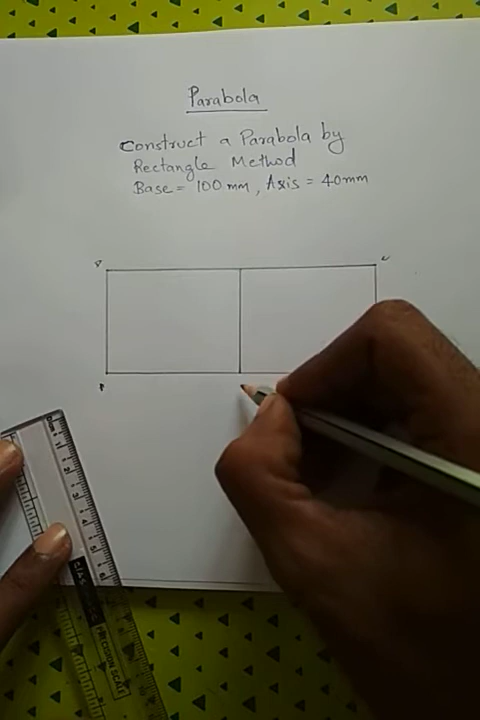 Parabola
Construct a Parabola by
Rectangle Method
Base = 100 mm, Axis = 40mm